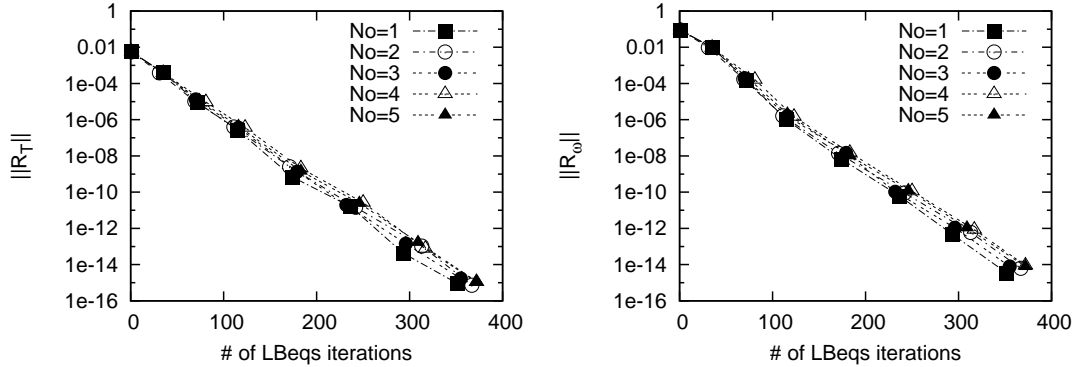 ||R_T||
1
0.01
1e-04
1e-06
1e-08
1e-10
1e-12
1e-14
1e-16
0 100 200 300 400
# of LBeqs iterations
No=1
No=2
No=3
No=4
No=5
||R_ω||
1
0.01
1e-04
1e-06
1e-08
1e-10
1e-12
1e-14
1e-16
0 100 200 300 400
# of LBeqs iterations
No=1
No=2
No=3
No=4
No=5